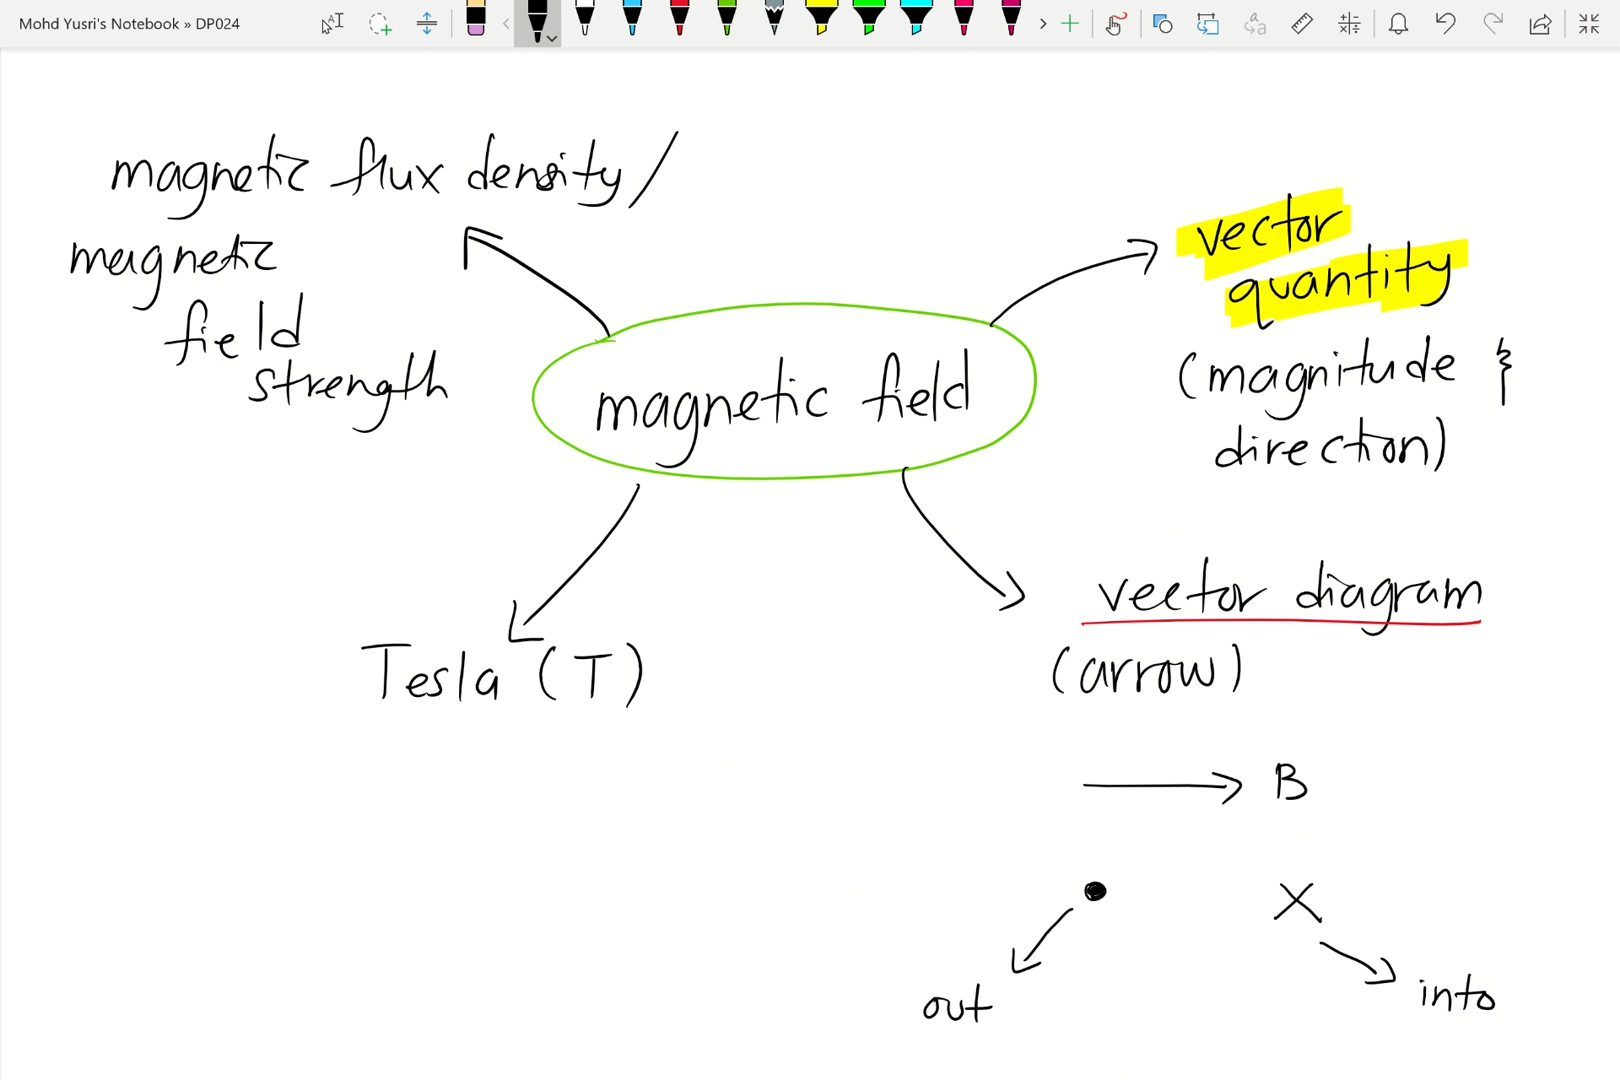 Mohd Yusri's Notebook » DP024
magnetic flux density/
magnetic
field
strength
magnetic field
vector
quantity
(magnitude &
direction)
Tesla (T)
vector diagram
(arrow)
B
X
out
into